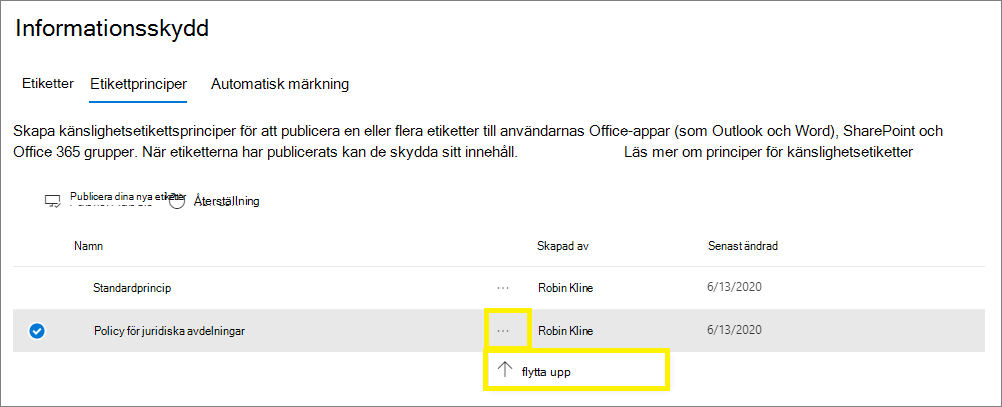 Informationsskydd
Etiketter Etikettprinciper Automatisk märkning
Skapa känslighetsetikettsprinciper för att publicera en eller flera etiketter till användarnas Office-appar (som Outlook och Word), SharePoint och
Office 365 grupper. När etiketterna har publicerats kan de skydda sitt innehåll. Läs mer om principer för känslighetsetiketter
Publicera dina nya etiketter Återställning
Namn Skapad av Senast ändrad
Standardprincip ... Robin Kline 6/13/2020
Policy för juridiska avdelningar ... Robin Kline 6/13/2020
flytta upp